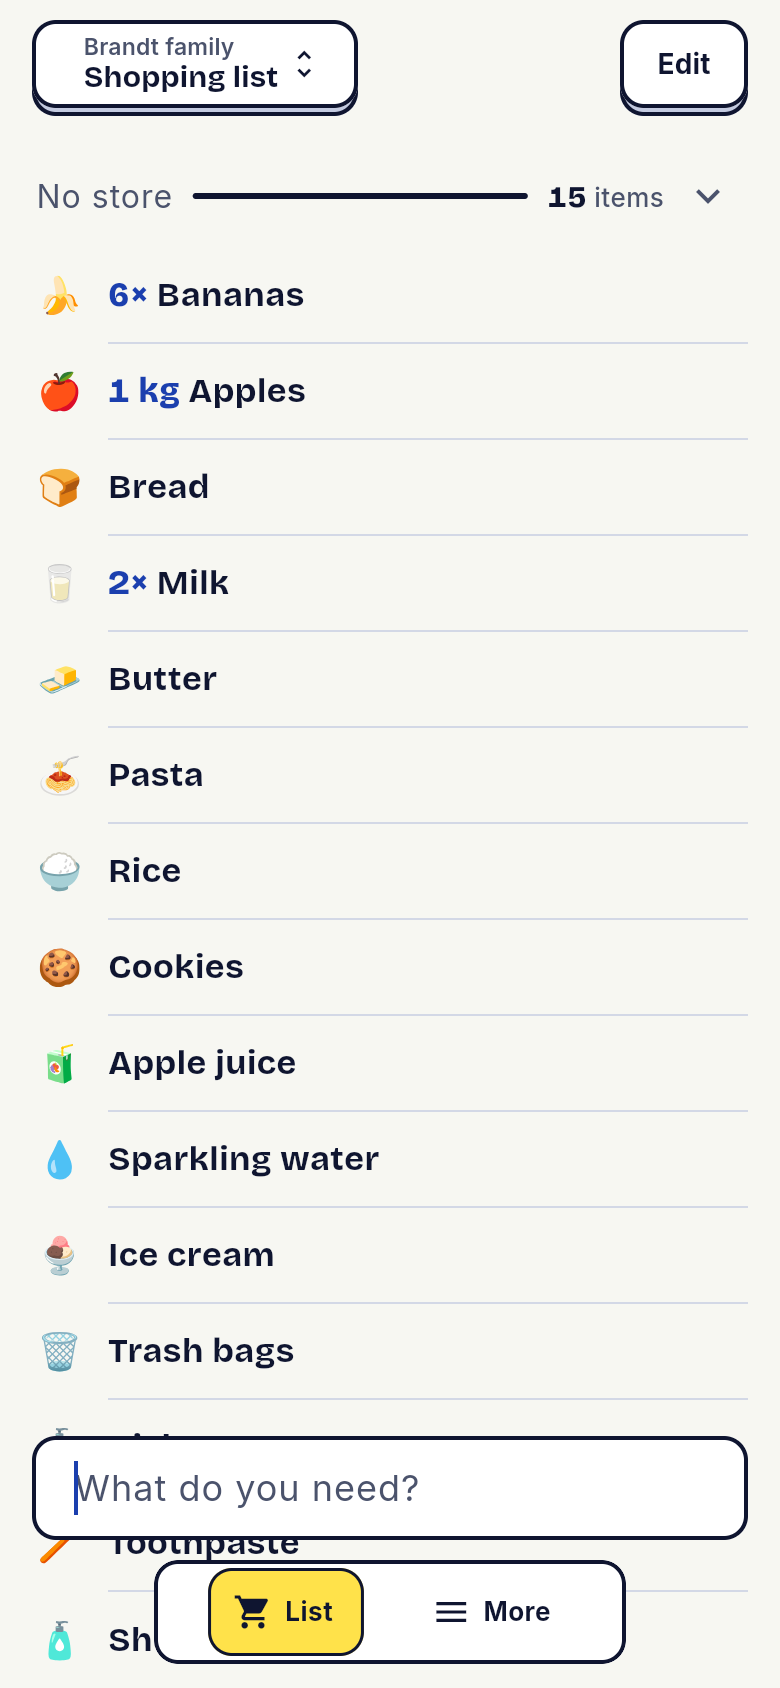 Brandt family
Shopping list
Edit
No store
15 items
6× Bananas
1 kg Apples
Bread
2× Milk
Butter
Pasta
Rice
Cookies
Apple juice
Sparkling water
Ice cream
Trash bags
What do you need?
Toothpaste
List
More